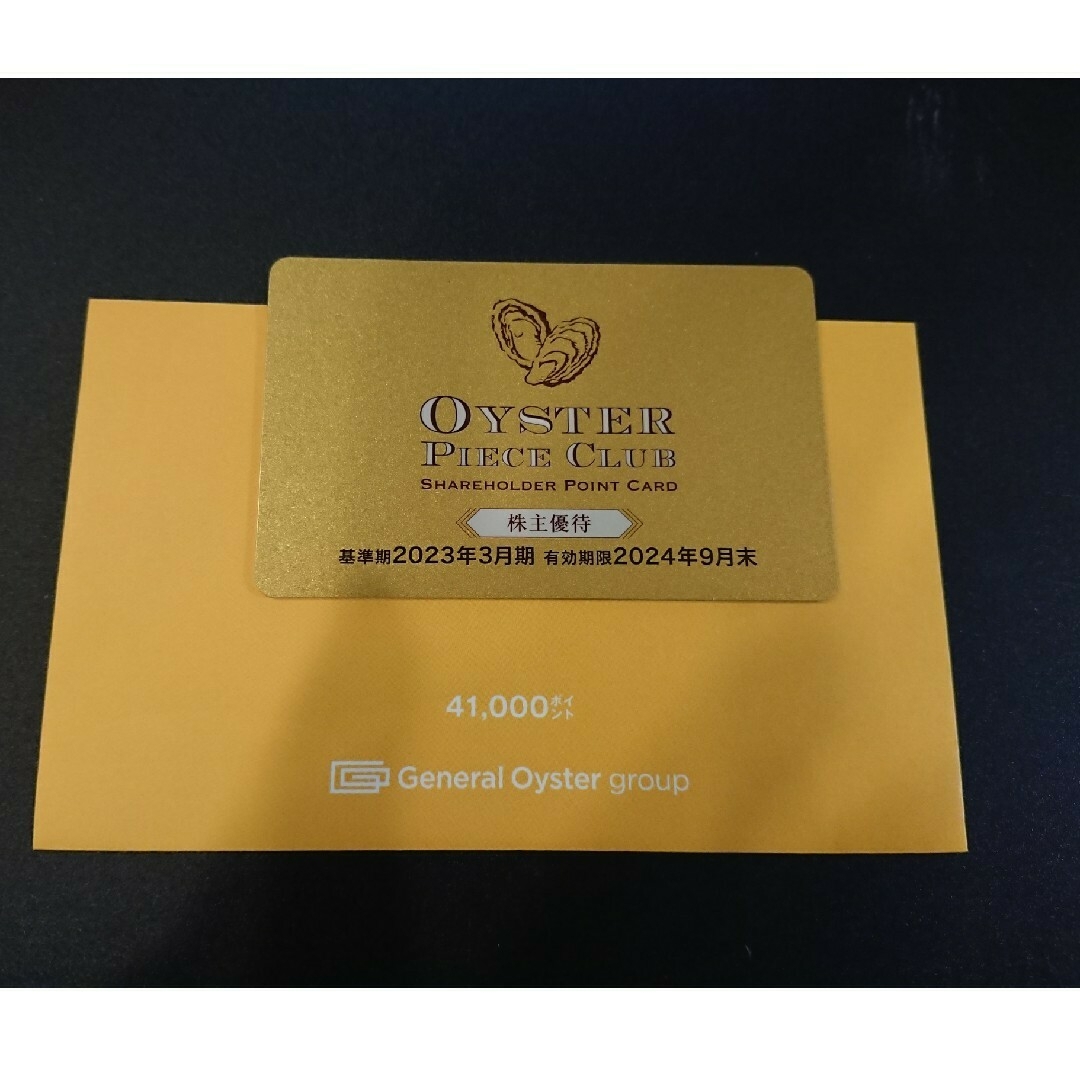 OYSTER
PIECE CLUB
SHAREHOLDER POINT CARD
株主優待
基準期2023年3月期 有効期限2024年9月末
41,000ポイント
General Oyster group